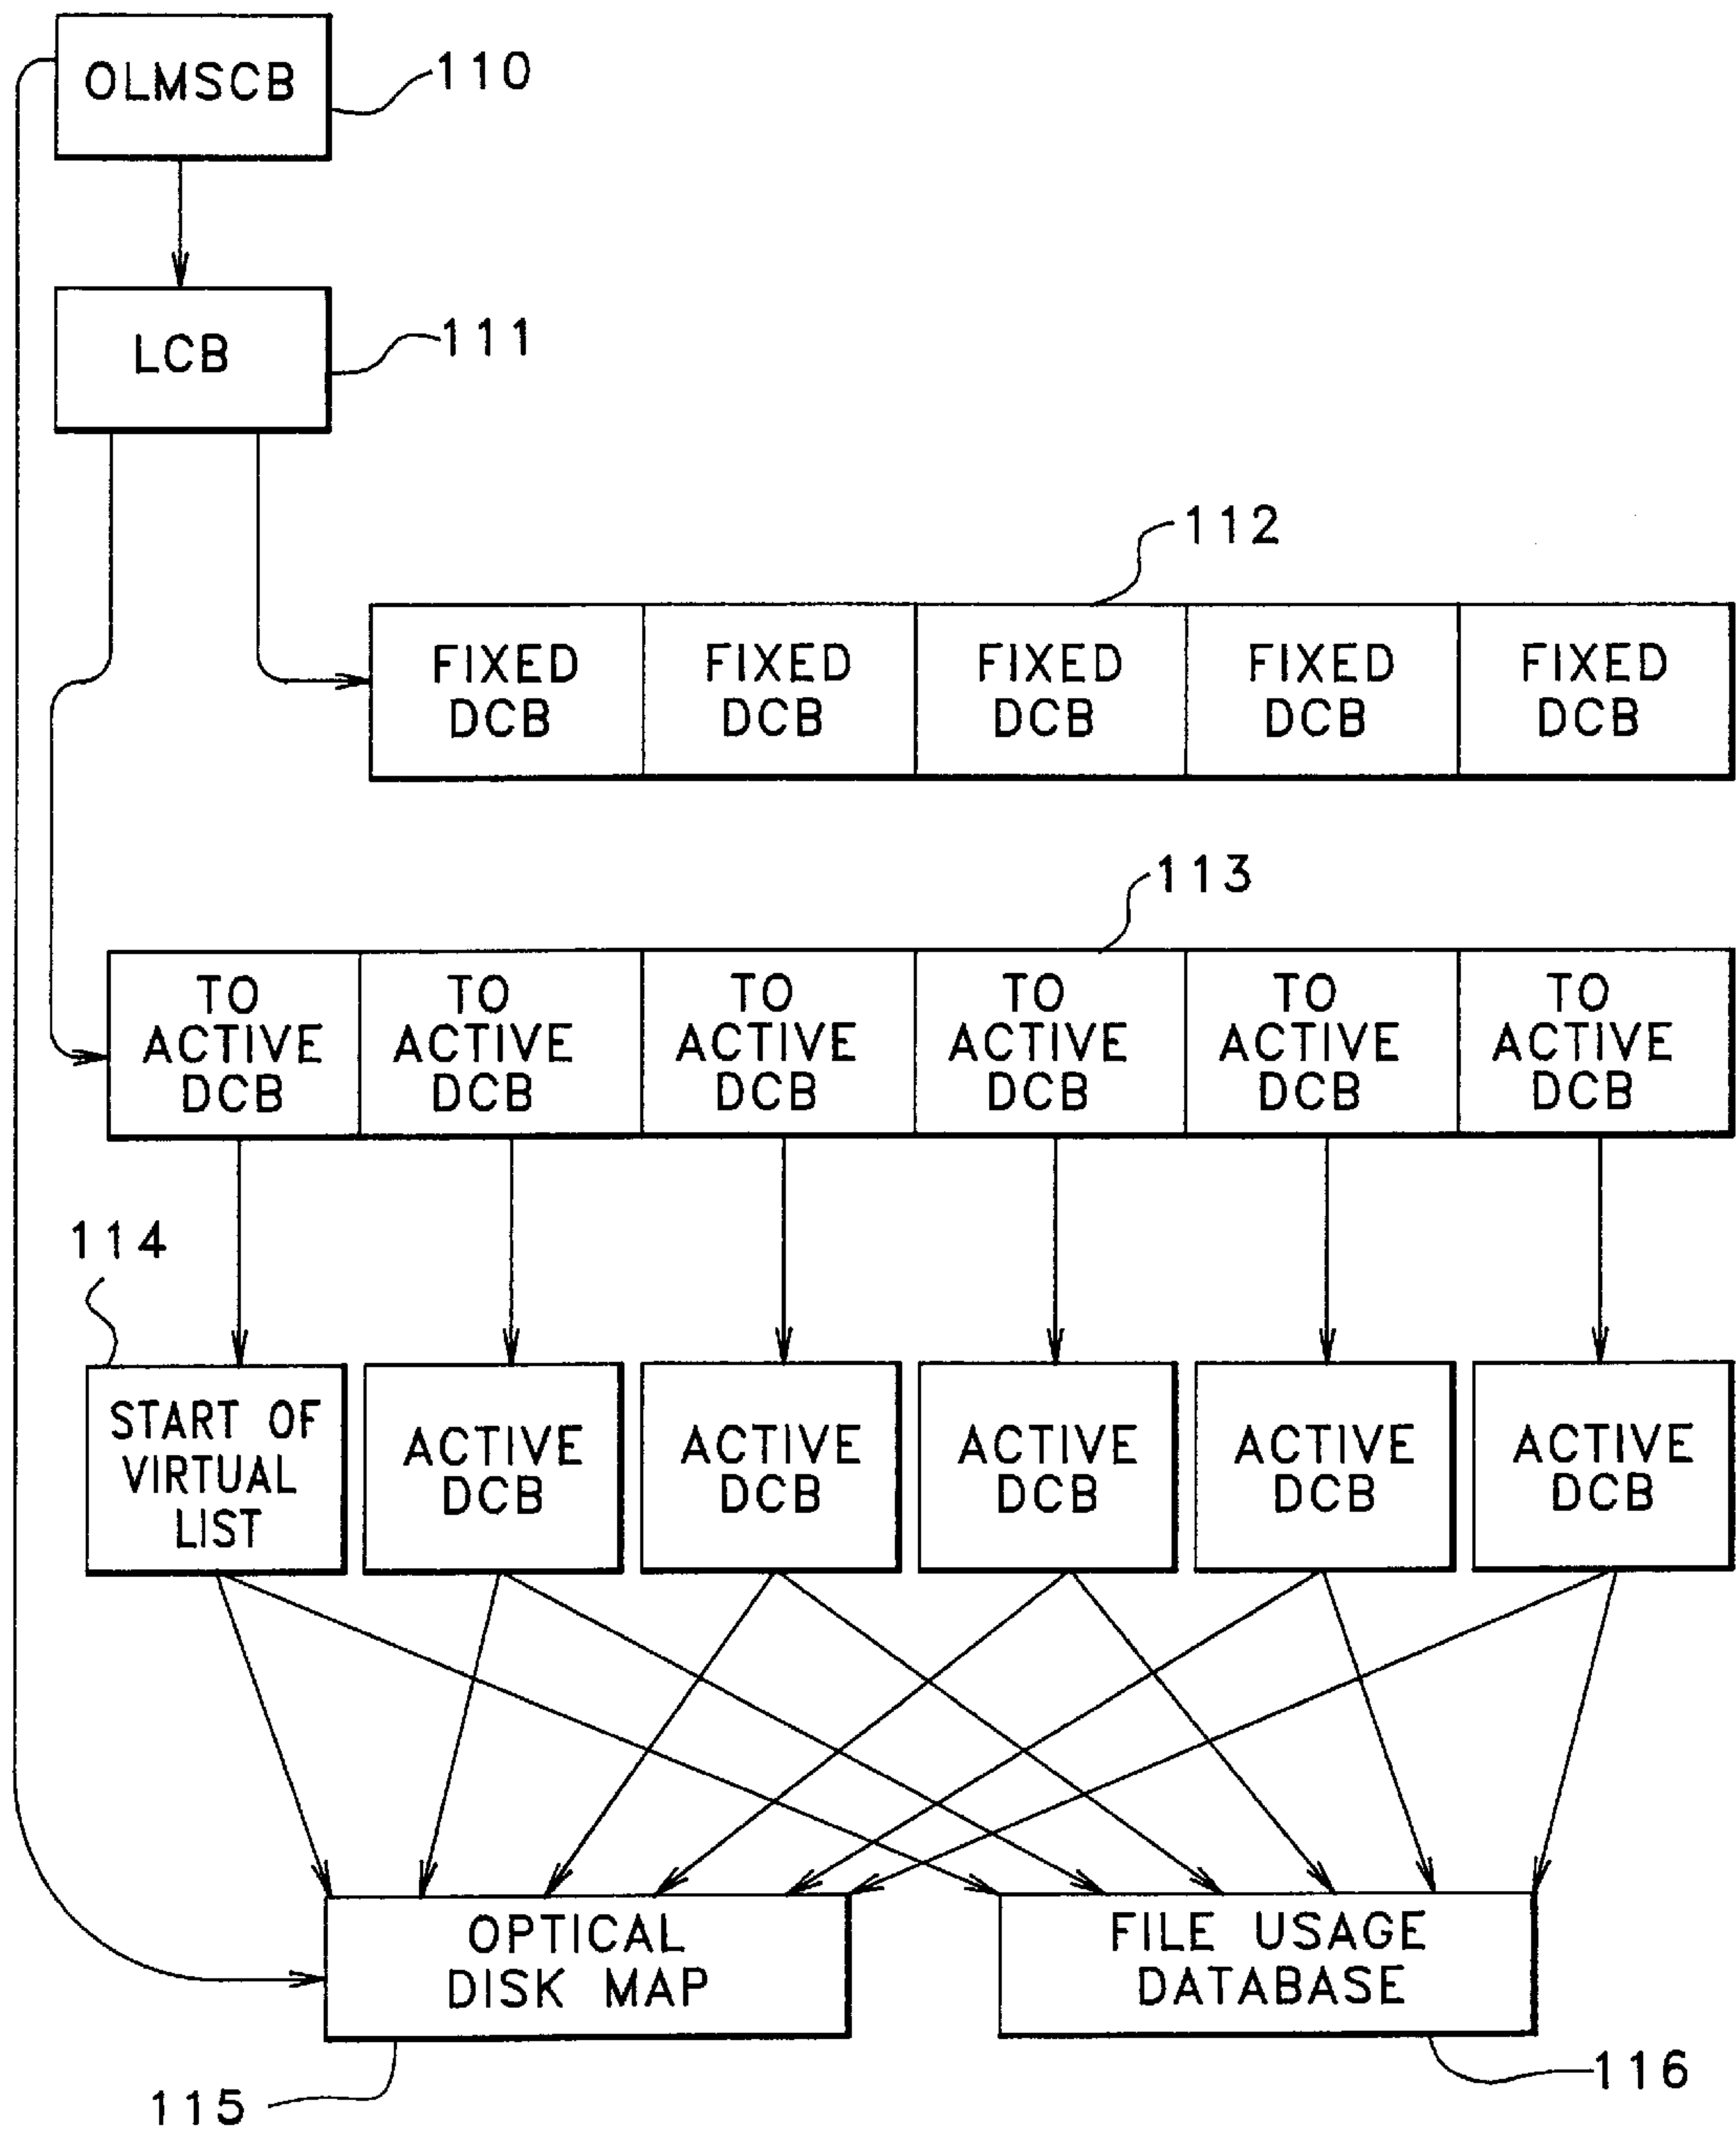 OLMSCB
110
LCB
111
112
FIXED
DCB
FIXED
DCB
FIXED
DCB
FIXED
DCB
FIXED
DCB
113
TO
ACTIVE
DCB
TO
ACTIVE
DCB
TO
ACTIVE
DCB
TO
ACTIVE
DCB
TO
ACTIVE
DCB
TO
ACTIVE
DCB
114
START OF
VIRTUAL
LIST
ACTIVE
DCB
ACTIVE
DCB
ACTIVE
DCB
ACTIVE
DCB
ACTIVE
DCB
OPTICAL
DISK MAP
FILE USAGE
DATABASE
115
116